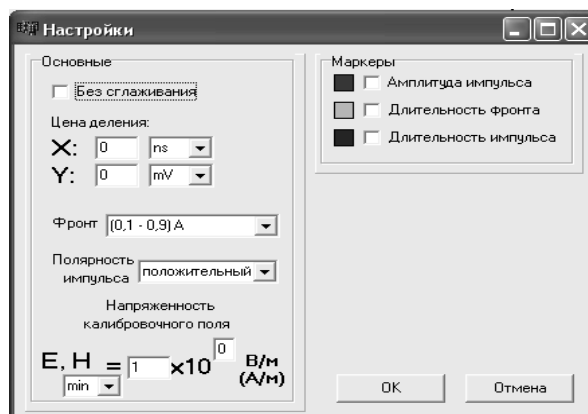 Настройки
Основные
Без сглаживания
Цена деления:
X: 0 ns
Y: 0 mV
Фронт (0,1 - 0,9) A
Полярность
импульса положительный
Напряженность
калибровочного поля
E, H = 1 ×10 0 В/м
min (А/м)
Маркеры
Амплитуда импульса
Длительность фронта
Длительность импульса
OK Отмена